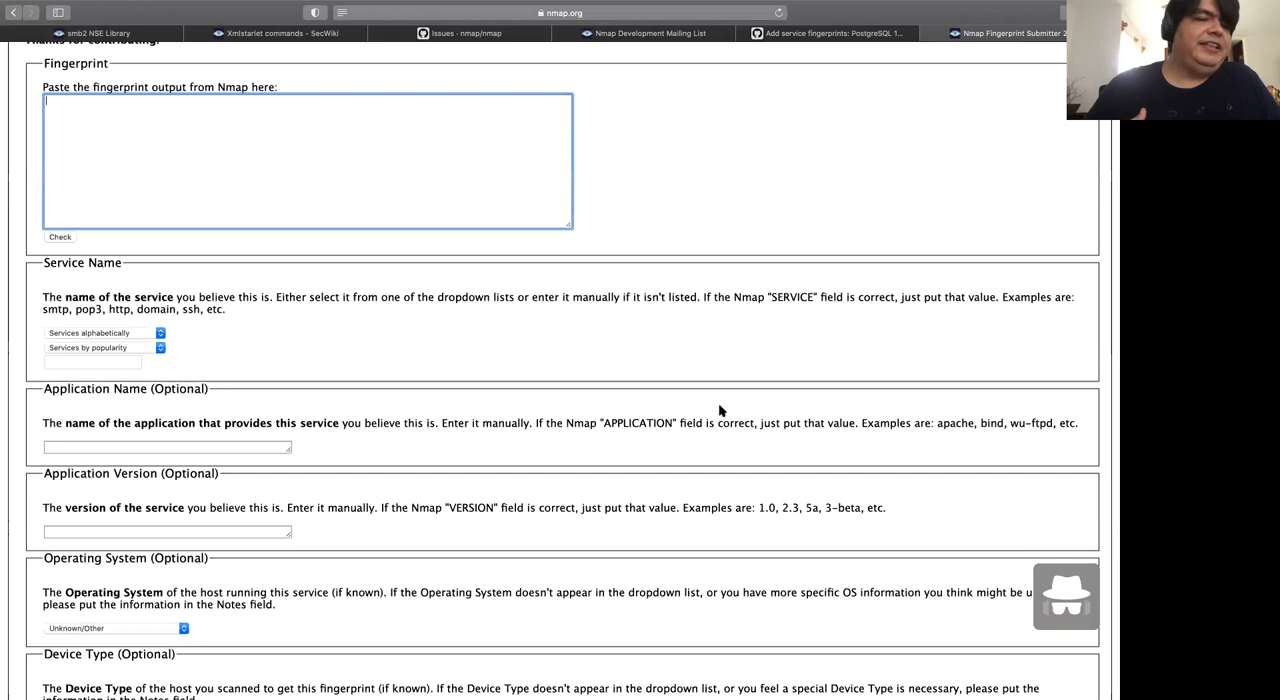 nmap.org
smb2 NSE Library
Xmlstarlet commands - SecWiki
Issues · nmap/nmap
Nmap Development Mailing List
Add service fingerprints: PostgreSQL 1...
Nmap Fingerprint Submitter 2
Thanks for contributing!
Fingerprint
Paste the fingerprint output from Nmap here:
Check
Service Name
The name of the service you believe this is. Either select it from one of the dropdown lists or enter it manually if it isn't listed. If the Nmap "SERVICE" field is correct, just put that value. Examples are:
smtp, pop3, http, domain, ssh, etc.
Services alphabetically
Services by popularity
Application Name (Optional)
The name of the application that provides this service you believe this is. Enter it manually. If the Nmap "APPLICATION" field is correct, just put that value. Examples are: apache, bind, wu-ftpd, etc.
Application Version (Optional)
The version of the service you believe this is. Enter it manually. If the Nmap "VERSION" field is correct, just put that value. Examples are: 1.0, 2.3, 5a, 3-beta, etc.
Operating System (Optional)
The Operating System of the host running this service (if known). If the Operating System doesn't appear in the dropdown list, or you have more specific OS information you think might be u
please put the information in the Notes field.
Unknown/Other
Device Type (Optional)
The Device Type of the host you scanned to get this fingerprint (if known). If the Device Type doesn't appear in the dropdown list, or you feel a special Device Type is necessary, please put the
information in the Notes field.